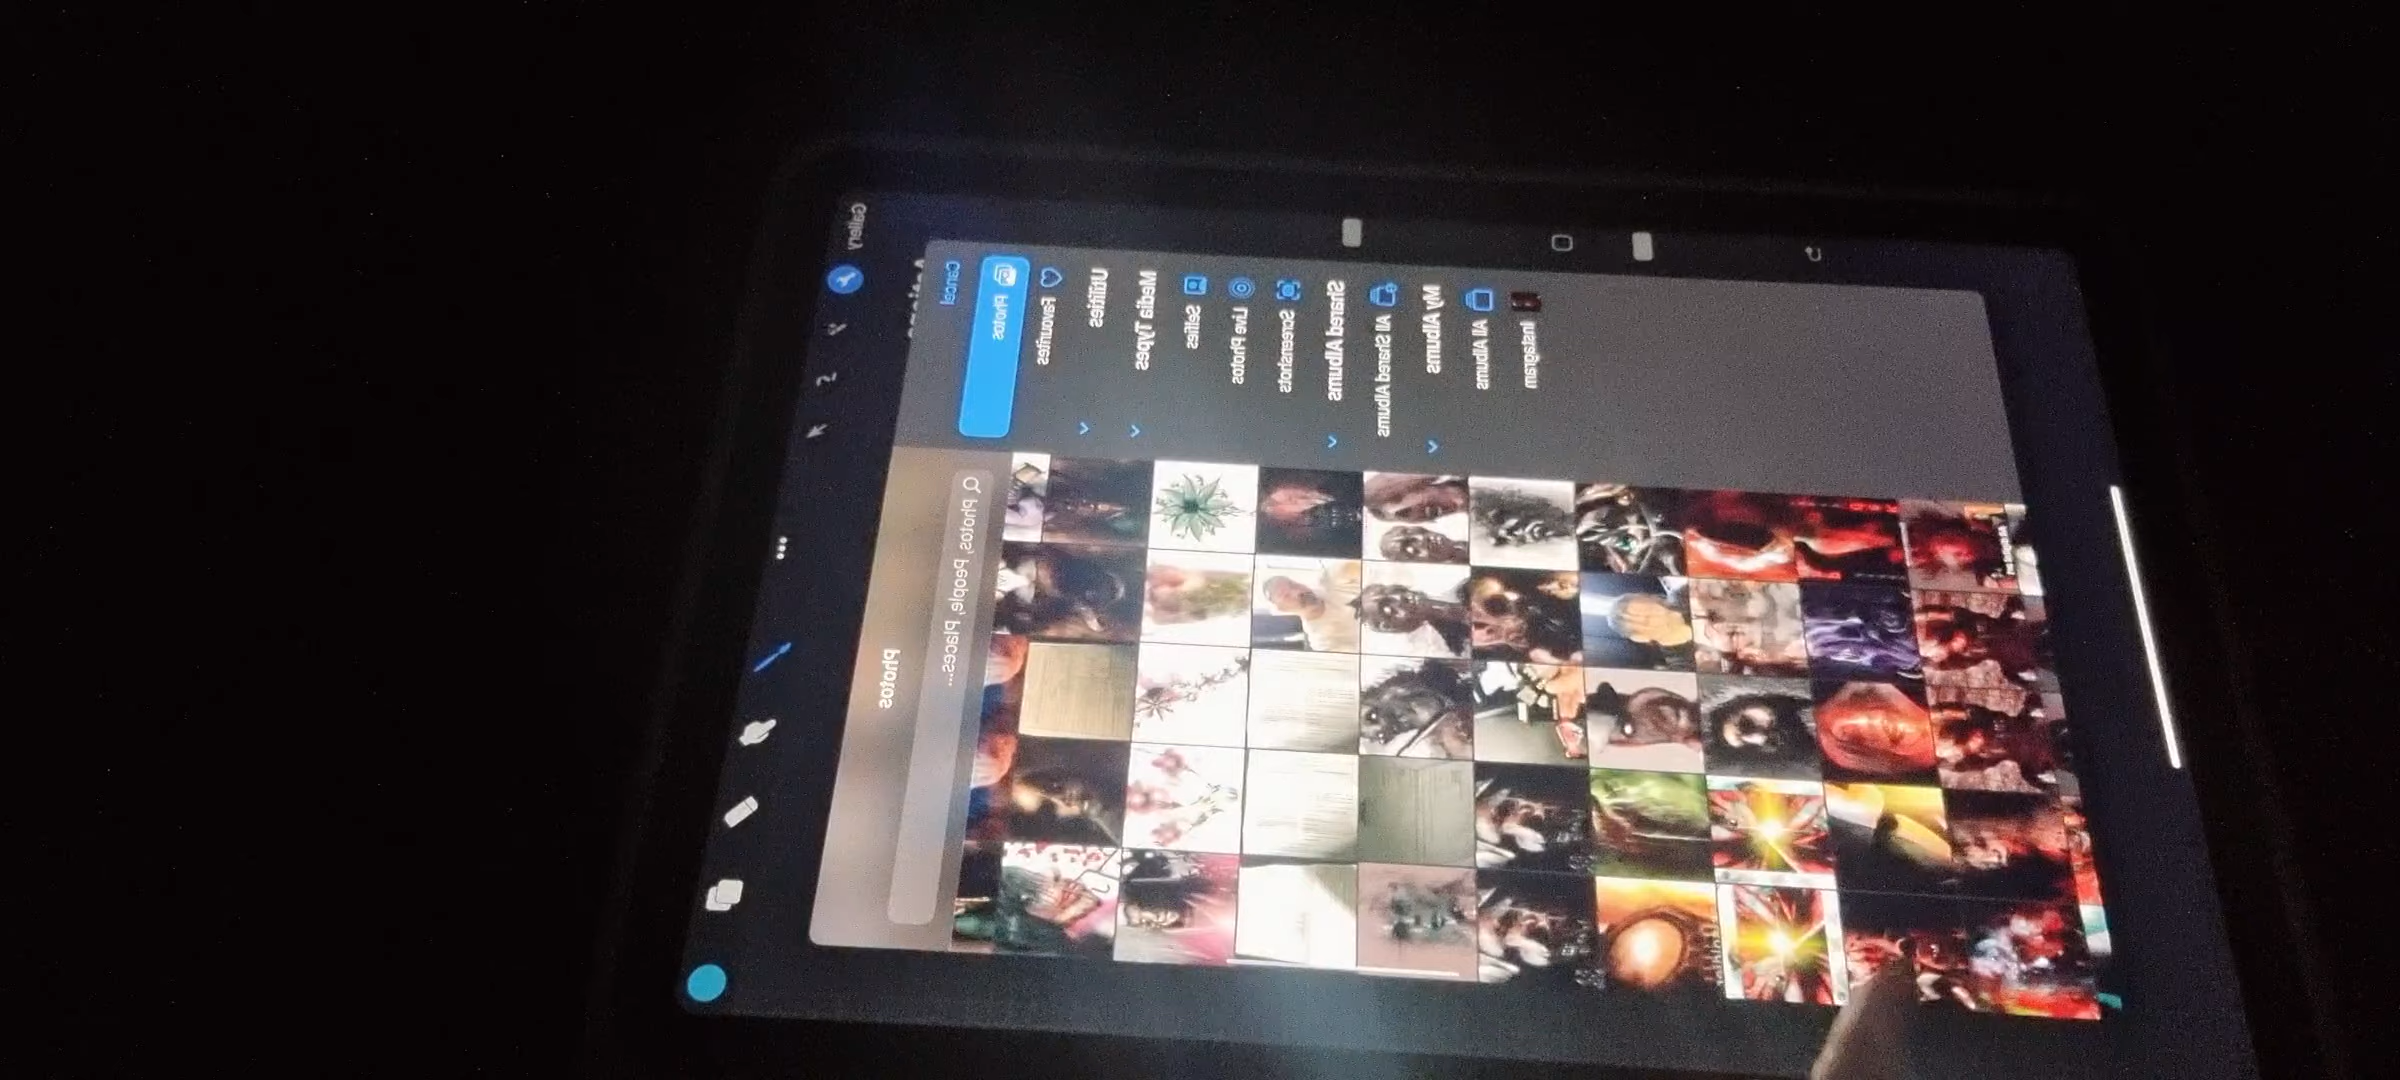 Gallery
Actions
Cancel
Photos
Photos
Photos, People, Places...
Favourites
Utilities
Media Types
Selfies
Live Photos
Screenshots
Shared Albums
All Shared Albums
My Albums
All Albums
Instagram